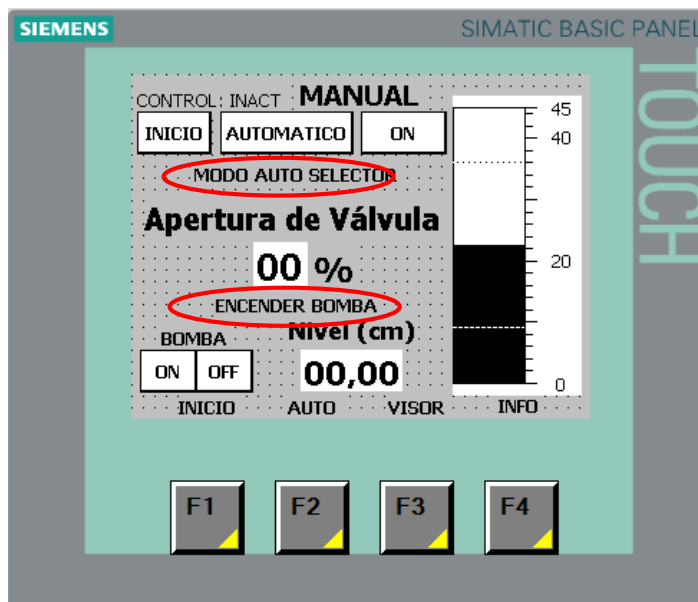 SIEMENS
SIMATIC BASIC PANEL
TOUCH
CONTROL: INACT MANUAL
INICIO AUTOMATICO ON
MODO AUTO SELECTOR
Apertura de Válvula
00 %
ENCENDER BOMBA
BOMBA Nivel (cm)
ON OFF 00,00
45
40
20
0
INICIO AUTO VISOR INFO
F1 F2 F3 F4